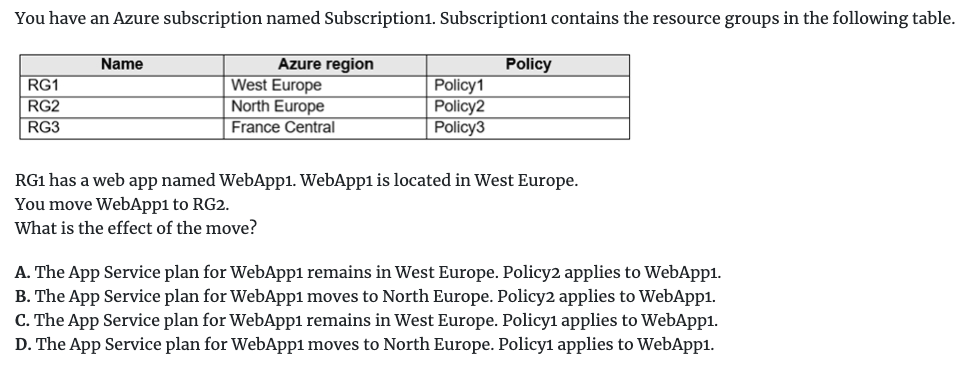 You have an Azure subscription named Subscription1. Subscription1 contains the resource groups in the following table.
Name Azure region Policy
RG1 West Europe Policy1
RG2 North Europe Policy2
RG3 France Central Policy3
RG1 has a web app named WebApp1. WebApp1 is located in West Europe.
You move WebApp1 to RG2.
What is the effect of the move?
A. The App Service plan for WebApp1 remains in West Europe. Policy2 applies to WebApp1.
B. The App Service plan for WebApp1 moves to North Europe. Policy2 applies to WebApp1.
C. The App Service plan for WebApp1 remains in West Europe. Policy1 applies to WebApp1.
D. The App Service plan for WebApp1 moves to North Europe. Policy1 applies to WebApp1.